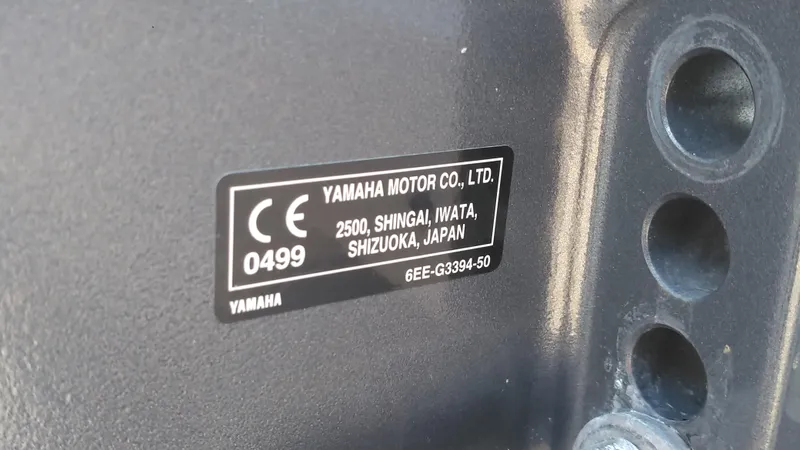 CE
0499
YAMAHA MOTOR CO., LTD.
2500, SHINGAI, IWATA,
SHIZUOKA, JAPAN
6EE-G3394-50
YAMAHA